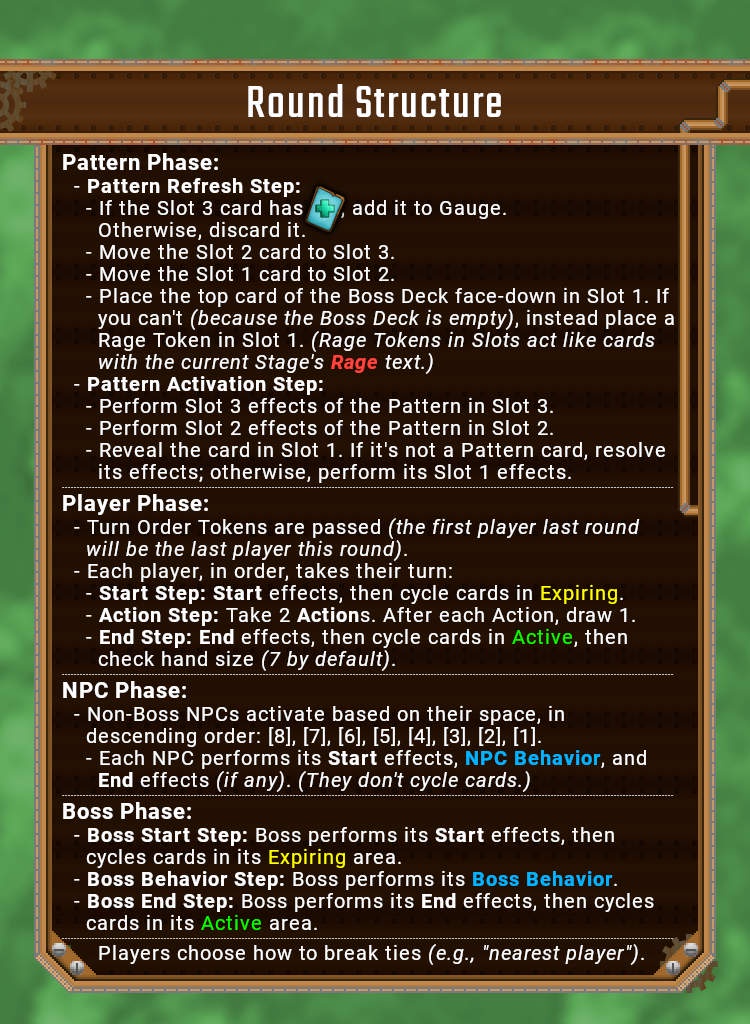 Round Structure
Pattern Phase:
- Pattern Refresh Step:
- If the Slot 3 card has , add it to Gauge.
Otherwise, discard it.
- Move the Slot 2 card to Slot 3.
- Move the Slot 1 card to Slot 2.
- Place the top card of the Boss Deck face-down in Slot 1. If
you can't (because the Boss Deck is empty), instead place a
Rage Token in Slot 1. (Rage Tokens in Slots act like cards
with the current Stage's Rage text.)
- Pattern Activation Step:
- Perform Slot 3 effects of the Pattern in Slot 3.
- Perform Slot 2 effects of the Pattern in Slot 2.
- Reveal the card in Slot 1. If it's not a Pattern card, resolve
its effects; otherwise, perform its Slot 1 effects.
Player Phase:
- Turn Order Tokens are passed (the first player last round
will be the last player this round).
- Each player, in order, takes their turn:
- Start Step: Start effects, then cycle cards in Expiring.
- Action Step: Take 2 Actions. After each Action, draw 1.
- End Step: End effects, then cycle cards in Active, then
check hand size (7 by default).
NPC Phase:
- Non-Boss NPCs activate based on their space, in
descending order: [8], [7], [6], [5], [4], [3], [2], [1].
- Each NPC performs its Start effects, NPC Behavior, and
End effects (if any). (They don't cycle cards.)
Boss Phase:
- Boss Start Step: Boss performs its Start effects, then
cycles cards in its Expiring area.
- Boss Behavior Step: Boss performs its Boss Behavior.
- Boss End Step: Boss performs its End effects, then cycles
cards in its Active area.
Players choose how to break ties (e.g., "nearest player").